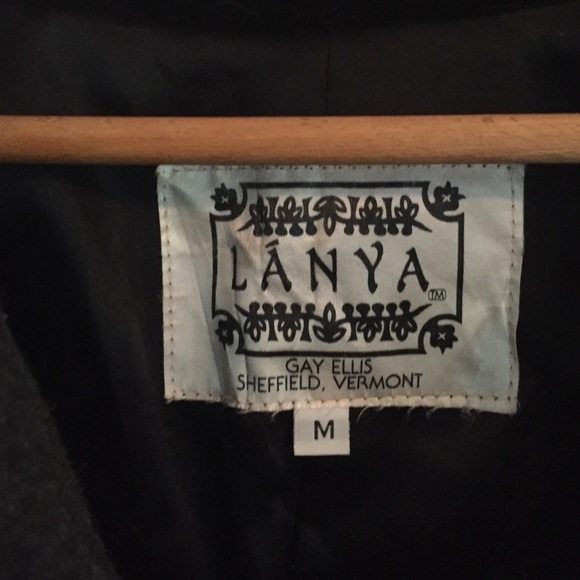 LÁNYA
TM
GAY ELLIS
SHEFFIELD, VERMONT
M